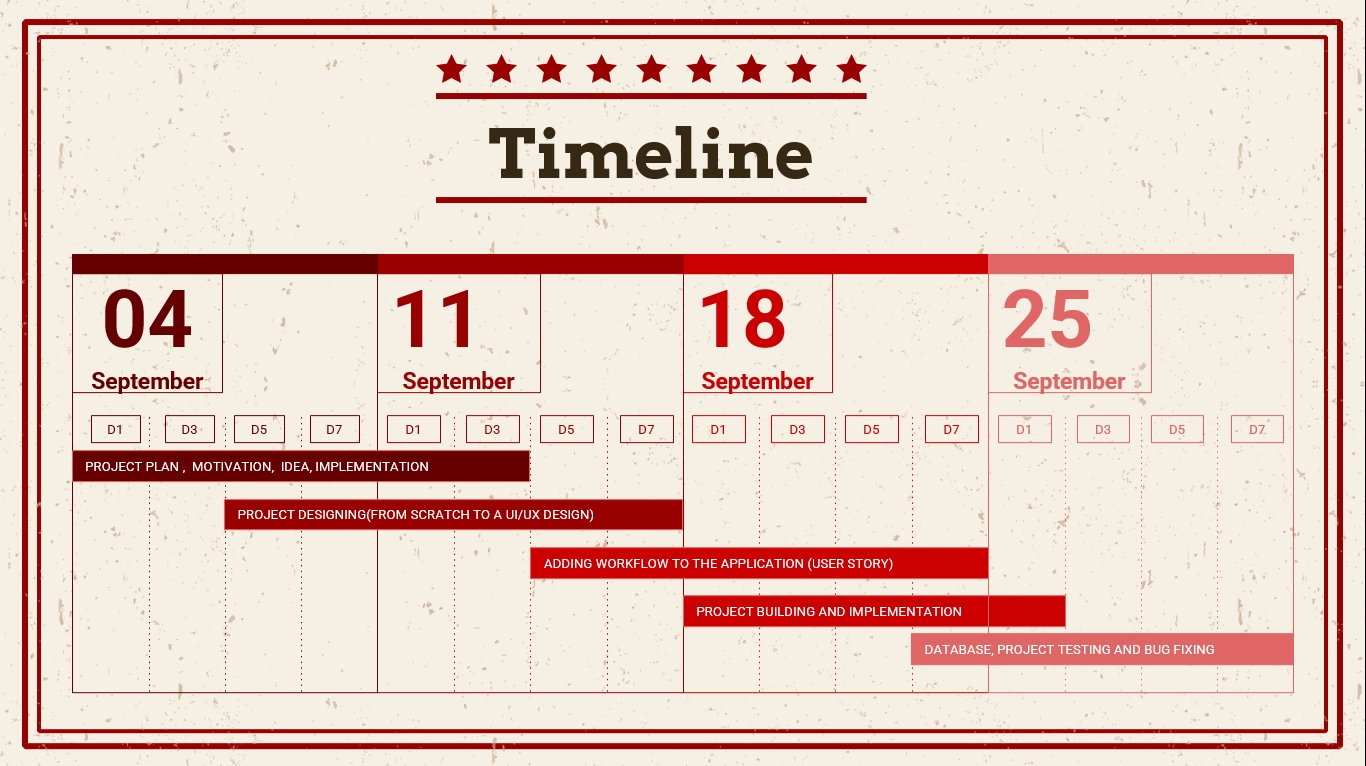 Timeline
04 11 18 25
September September September September
D1 D3 D5 D7 D1 D3 D5 D7 D1 D3 D5 D7 D1 D3 D5 D7
PROJECT PLAN , MOTIVATION, IDEA, IMPLEMENTATION
PROJECT DESIGNING(FROM SCRATCH TO A UI/UX DESIGN)
ADDING WORKFLOW TO THE APPLICATION (USER STORY)
PROJECT BUILDING AND IMPLEMENTATION
DATABASE, PROJECT TESTING AND BUG FIXING